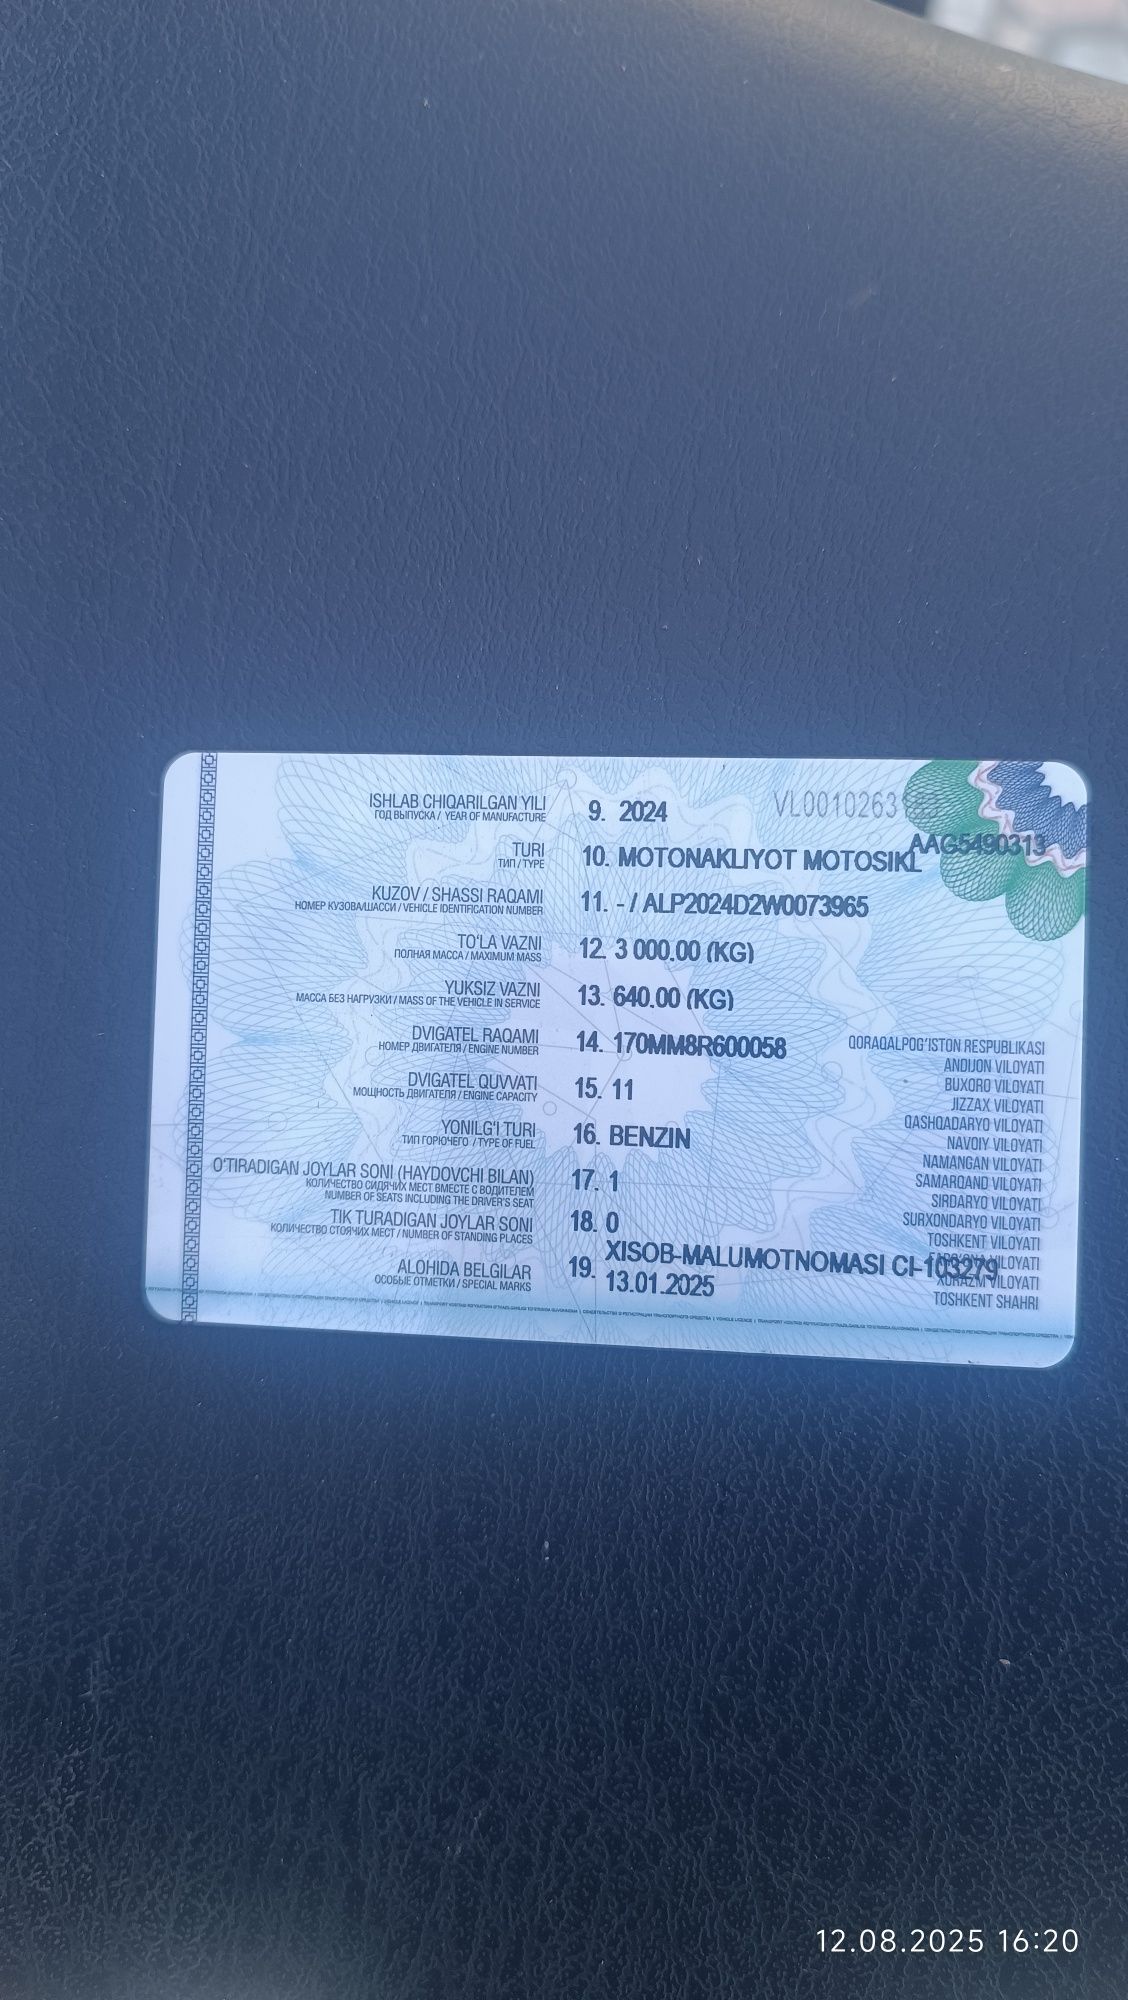 ISHLAB CHIQARILGAN YILI 9. 2024 VL00102631
ГОД ВЫПУСКА / YEAR OF MANUFACTURE
AAG5490313
TURI 10. MOTONAKLIYOT MOTOSIKL
ТИП / TYPE
KUZOV / SHASSI RAQAMI 11. - / ALP2024D2W0073965
НОМЕР КУЗОВА/ШАССИ / VEHICLE IDENTIFICATION NUMBER
TO'LA VAZNI 12. 3 000.00 (KG)
ПОЛНАЯ МАССА / MAXIMUM MASS
YUKSIZ VAZNI 13. 640.00 (KG)
МАССА БЕЗ НАГРУЗКИ / MASS OF THE VEHICLE IN SERVICE
DVIGATEL RAQAMI 14. 170MM8R600058
НОМЕР ДВИГАТЕЛЯ / ENGINE NUMBER
DVIGATEL QUVVATI 15. 11
МОЩНОСТЬ ДВИГАТЕЛЯ / ENGINE CAPACITY
YONILG'I TURI 16. BENZIN
ТИП ГОРЮЧЕГО / TYPE OF FUEL
O'TIRADIGAN JOYLAR SONI (HAYDOVCHI BILAN) 17. 1
КОЛИЧЕСТВО СИДЯЧИХ МЕСТ ВМЕСТЕ С ВОДИТЕЛЕМ
NUMBER OF SEATS INCLUDING THE DRIVER'S SEAT
TIK TURADIGAN JOYLAR SONI 18. 0
КОЛИЧЕСТВО СТОЯЧИХ МЕСТ / NUMBER OF STANDING PLACES
ALOHIDA BELGILAR 19. XISOB-MALUMOTNOMASI CI-103279
ОСОБЫЕ ОТМЕТКИ / SPECIAL MARKS
13.01.2025
QORAQALPOG'ISTON RESPUBLIKASI
ANDIJON VILOYATI
BUXORO VILOYATI
JIZZAX VILOYATI
QASHQADARYO VILOYATI
NAVOIY VILOYATI
NAMANGAN VILOYATI
SAMARQAND VILOYATI
SIRDARYO VILOYATI
SURXONDARYO VILOYATI
TOSHKENT VILOYATI
FARG'ONA VILOYATI
XORAZM VILOYATI
TOSHKENT SHAHRI
12.08.2025 16:20